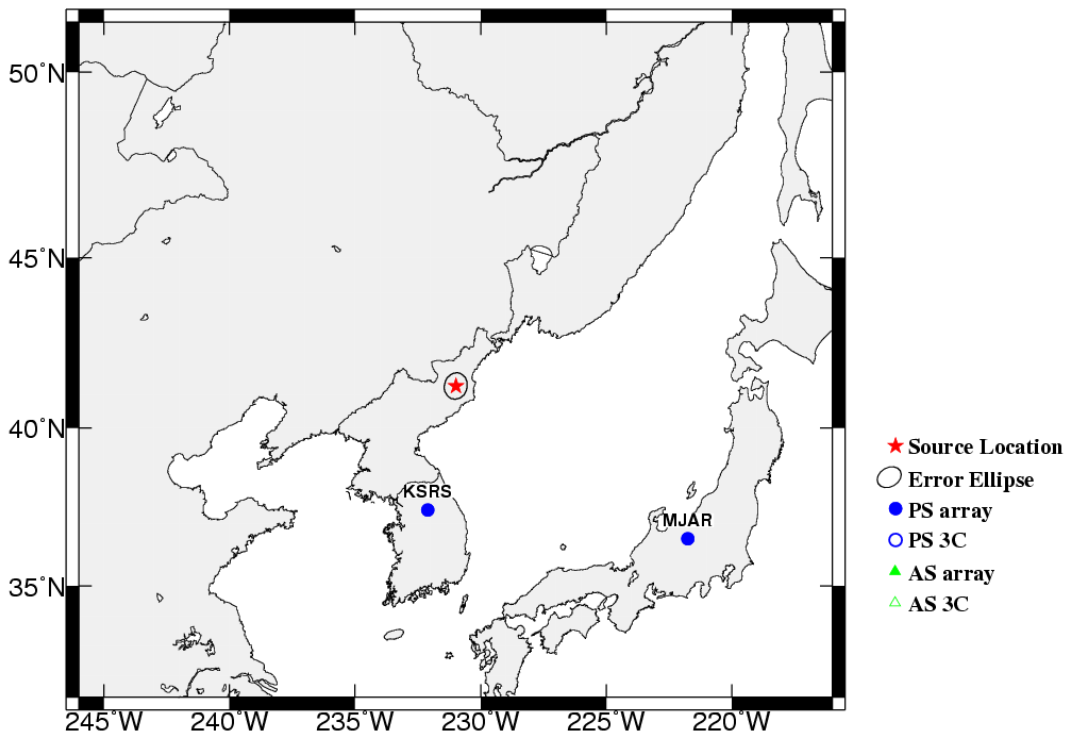 50°N
45°N
40°N
35°N
KSRS
MJAR
245°W
240°W
235°W
230°W
225°W
220°W
Source Location
Error Ellipse
PS array
PS 3C
AS array
AS 3C